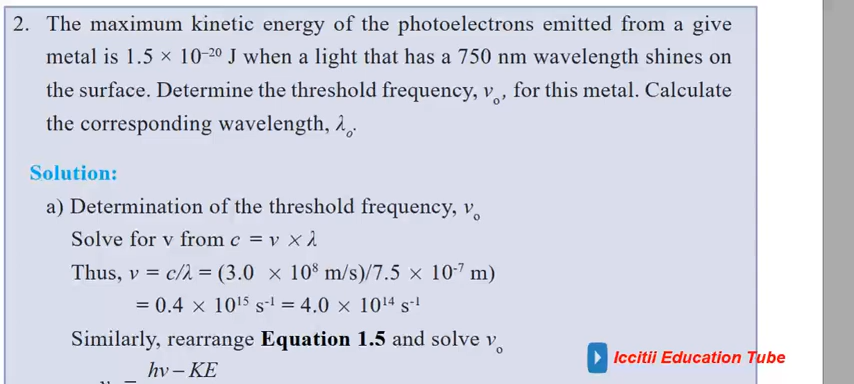 2. The maximum kinetic energy of the photoelectrons emitted from a give
metal is 1.5 × 10⁻²⁰ J when a light that has a 750 nm wavelength shines on
the surface. Determine the threshold frequency, νₒ, for this metal. Calculate
the corresponding wavelength, λₒ.
Solution:
a) Determination of the threshold frequency, νₒ
Solve for v from c = ν × λ
Thus, ν = c/λ = (3.0 × 10⁸ m/s)/7.5 × 10⁻⁷ m)
= 0.4 × 10¹⁵ s⁻¹ = 4.0 × 10¹⁴ s⁻¹
Similarly, rearrange Equation 1.5 and solve νₒ
Iccitii Education Tube
hν – KE